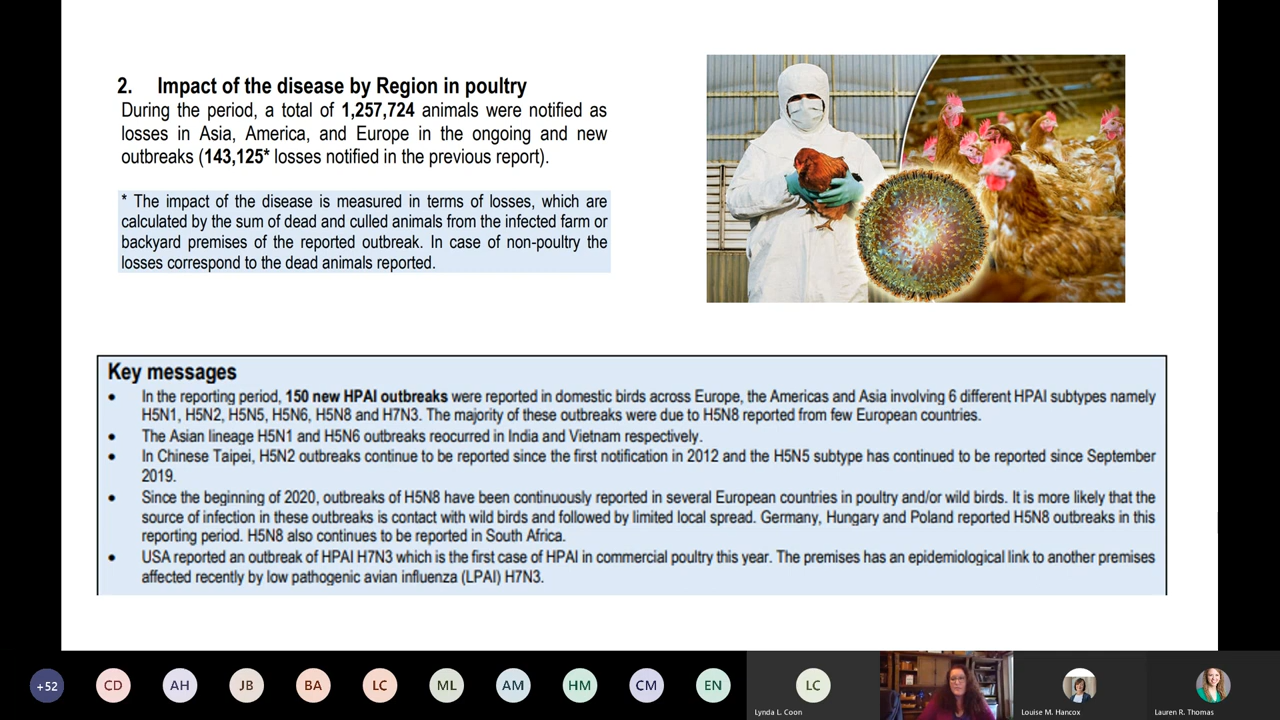 2. Impact of the disease by Region in poultry
During the period, a total of 1,257,724 animals were notified as
losses in Asia, America, and Europe in the ongoing and new
outbreaks (143,125* losses notified in the previous report).
* The impact of the disease is measured in terms of losses, which are
calculated by the sum of dead and culled animals from the infected farm or
backyard premises of the reported outbreak. In case of non-poultry the
losses correspond to the dead animals reported.
Key messages
• In the reporting period, 150 new HPAI outbreaks were reported in domestic birds across Europe, the Americas and Asia involving 6 different HPAI subtypes namely
H5N1, H5N2, H5N5, H5N6, H5N8 and H7N3. The majority of these outbreaks were due to H5N8 reported from few European countries.
• The Asian lineage H5N1 and H5N6 outbreaks reocurred in India and Vietnam respectively.
• In Chinese Taipei, H5N2 outbreaks continue to be reported since the first notification in 2012 and the H5N5 subtype has continued to be reported since September
2019.
• Since the beginning of 2020, outbreaks of H5N8 have been continuously reported in several European countries in poultry and/or wild birds. It is more likely that the
source of infection in these outbreaks is contact with wild birds and followed by limited local spread. Germany, Hungary and Poland reported H5N8 outbreaks in this
reporting period. H5N8 also continues to be reported in South Africa.
• USA reported an outbreak of HPAI H7N3 which is the first case of HPAI in commercial poultry this year. The premises has an epidemiological link to another premises
affected recently by low pathogenic avian influenza (LPAI) H7N3.
+52 CD AH JB BA LC ML AM HM CM EN LC
Lynda L. Coon Louise M. Hancox Lauren R. Thomas